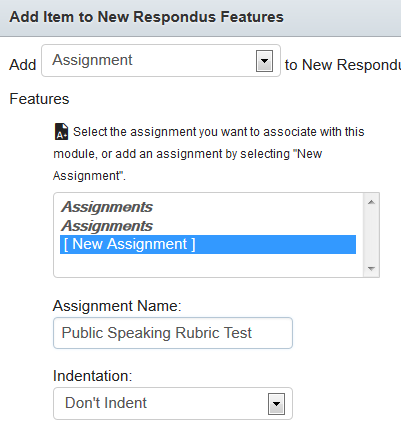 Add Item to New Respondus Features
Add Assignment to New Respondu
Features
A+ Select the assignment you want to associate with this
module, or add an assignment by selecting "New
Assignment".
Assignments
Assignments
[ New Assignment ]
Assignment Name:
Public Speaking Rubric Test
Indentation:
Don't Indent